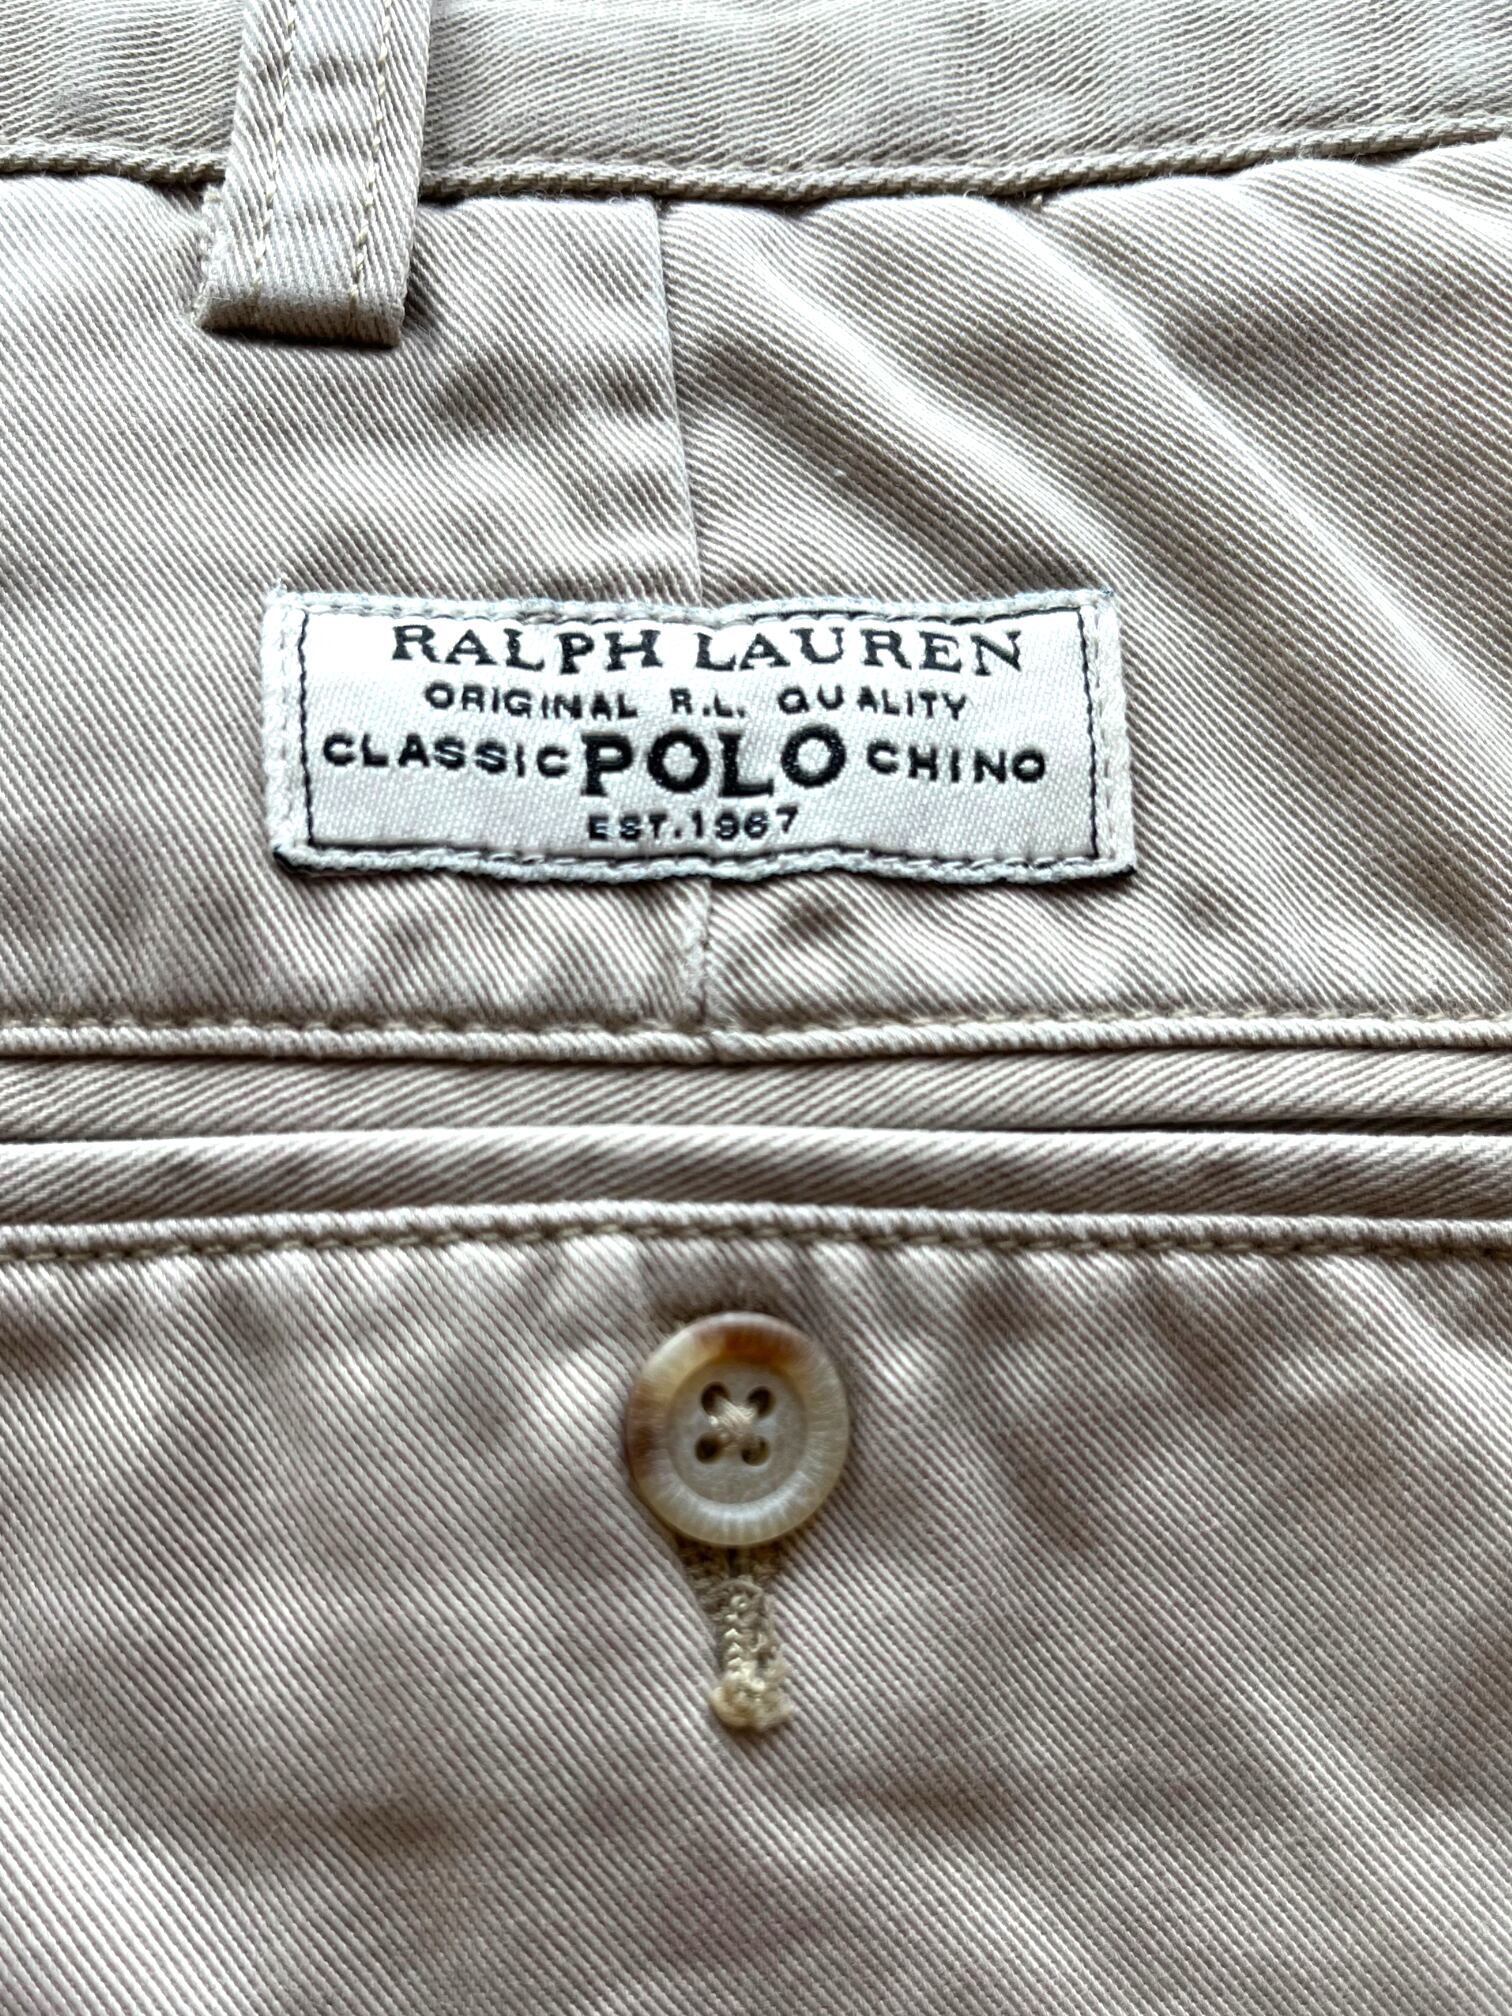 RALPH LAUREN
ORIGINAL R.L. QUALITY
CLASSIC POLO CHINO
EST. 1967